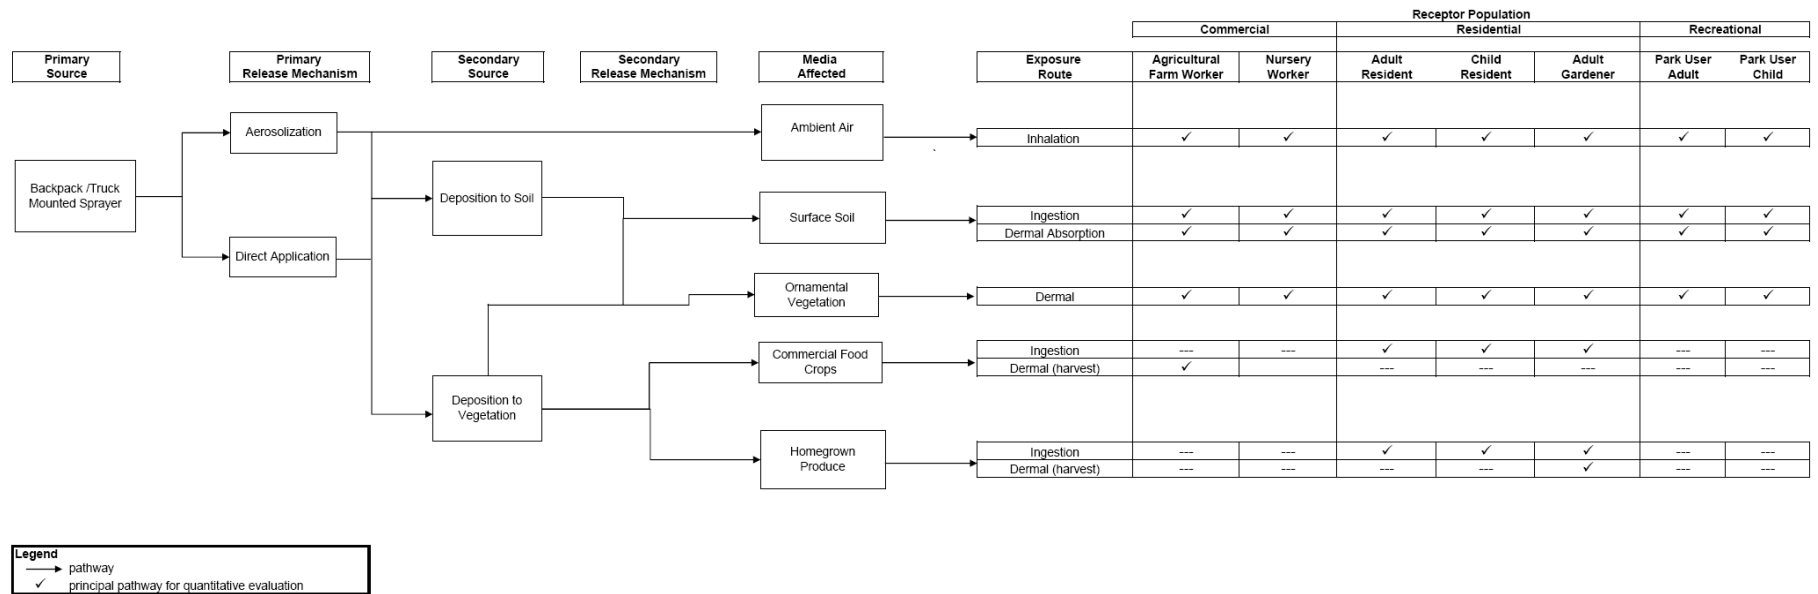 Receptor Population
Commercial Residential Recreational
Primary Source
Primary Release Mechanism
Secondary Source
Secondary Release Mechanism
Media Affected
Exposure Route
Agricultural Farm Worker
Nursery Worker
Adult Resident
Child Resident
Adult Gardener
Park User Adult
Park User Child
Backpack /Truck
Mounted Sprayer
Aerosolization
Direct Application
Deposition to Soil
Deposition to
Vegetation
Ambient Air
Inhalation ✓ ✓ ✓ ✓ ✓ ✓ ✓
Surface Soil
Ingestion ✓ ✓ ✓ ✓ ✓ ✓ ✓
Dermal Absorption ✓ ✓ ✓ ✓ ✓ ✓ ✓
Ornamental
Vegetation
Dermal ✓ ✓ ✓ ✓ ✓ ✓ ✓
Commercial Food
Crops
Ingestion --- --- ✓ ✓ ✓ --- ---
Dermal (harvest) ✓ --- --- --- --- ---
Homegrown
Produce
Ingestion --- --- ✓ ✓ ✓ --- ---
Dermal (harvest) --- --- --- --- ✓ --- ---
Legend
pathway
✓ principal pathway for quantitative evaluation